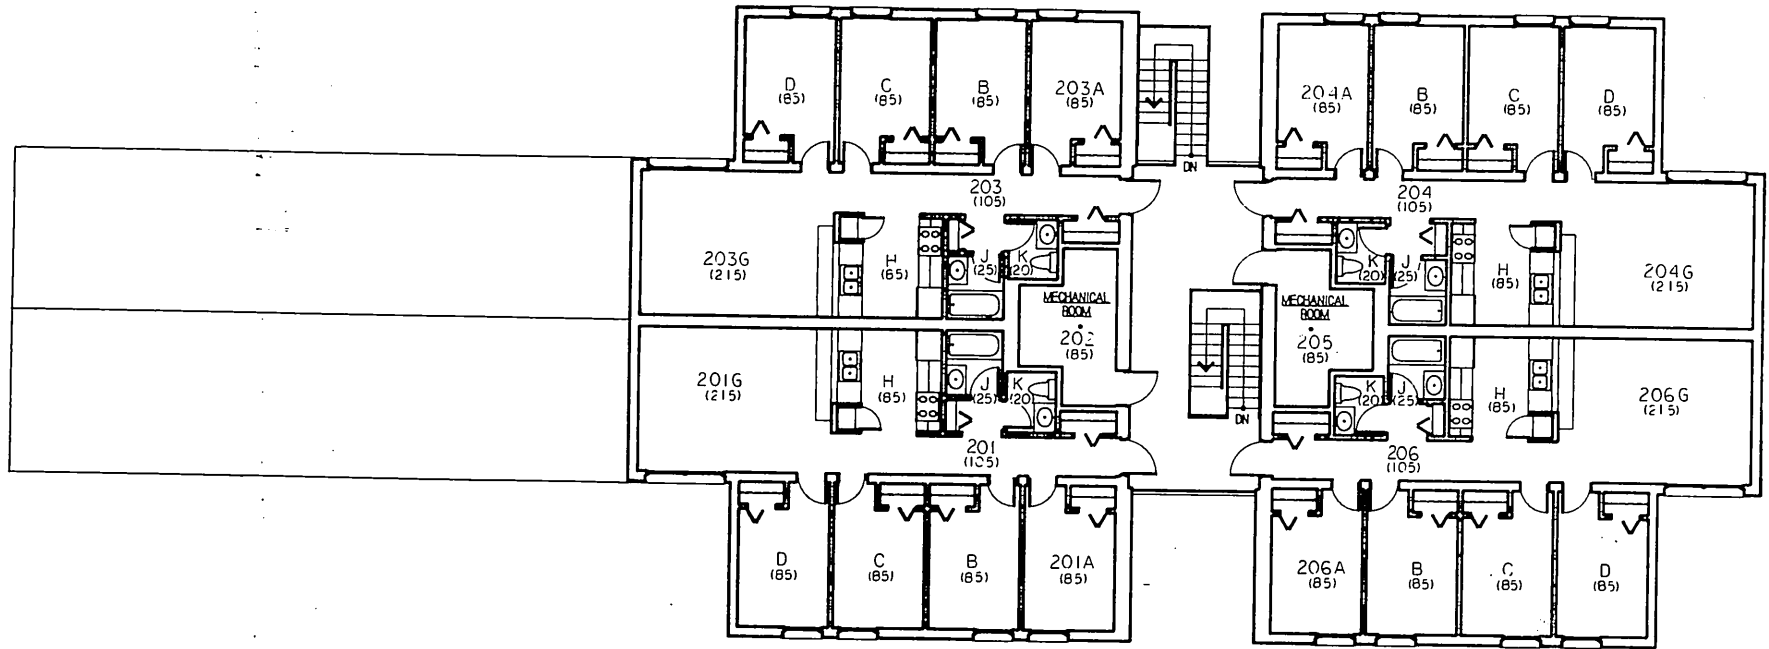 D
(85)
C
(85)
B
(85)
203A
(85)
204A
(85)
B
(85)
C
(85)
D
(85)
DN
203
(105)
204
(105)
203G
(215)
H
(65)
J
(25)
K
(20)
MECHANICAL
ROOM
202
(85)
MECHANICAL
ROOM
205
(85)
K
(20)
J
(25)
H
(85)
204G
(215)
201G
(215)
H
(85)
J
(25)
K
(20)
K
(20)
J
(25)
H
(85)
206G
(215)
DN
201
(105)
206
(105)
D
(85)
C
(85)
B
(85)
201A
(85)
206A
(85)
B
(85)
C
(85)
D
(85)